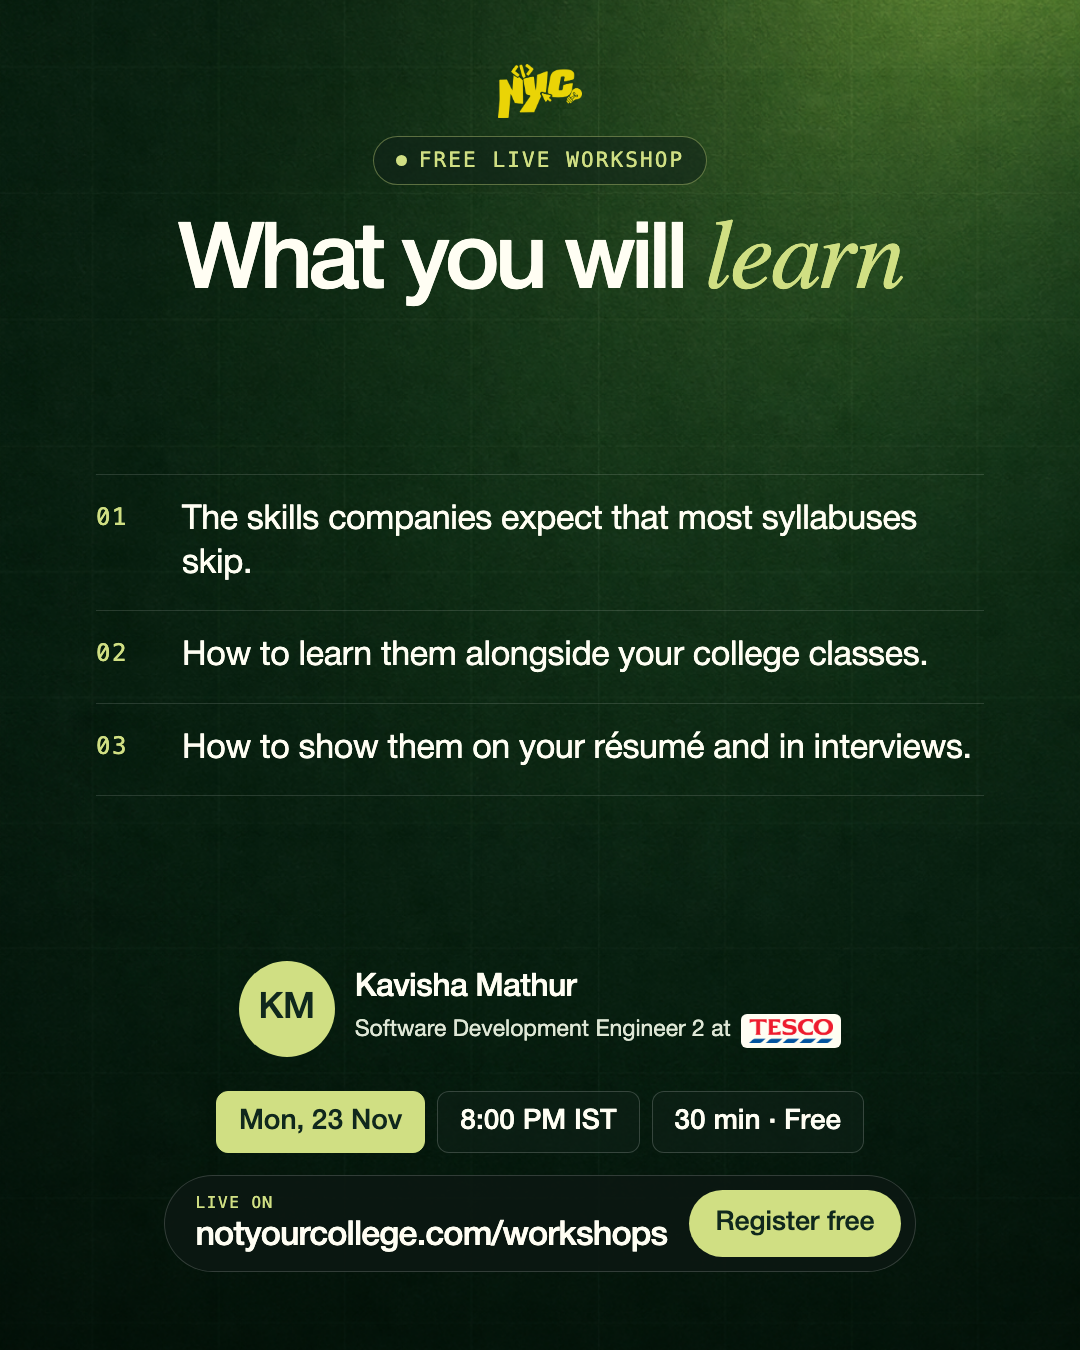 NYC
FREE LIVE WORKSHOP
What you will learn
01 The skills companies expect that most syllabuses
skip.
02 How to learn them alongside your college classes.
03 How to show them on your résumé and in interviews.
KM
Kavisha Mathur
Software Development Engineer 2 at TESCO
Mon, 23 Nov
8:00 PM IST
30 min · Free
LIVE ON
notyourcollege.com/workshops
Register free